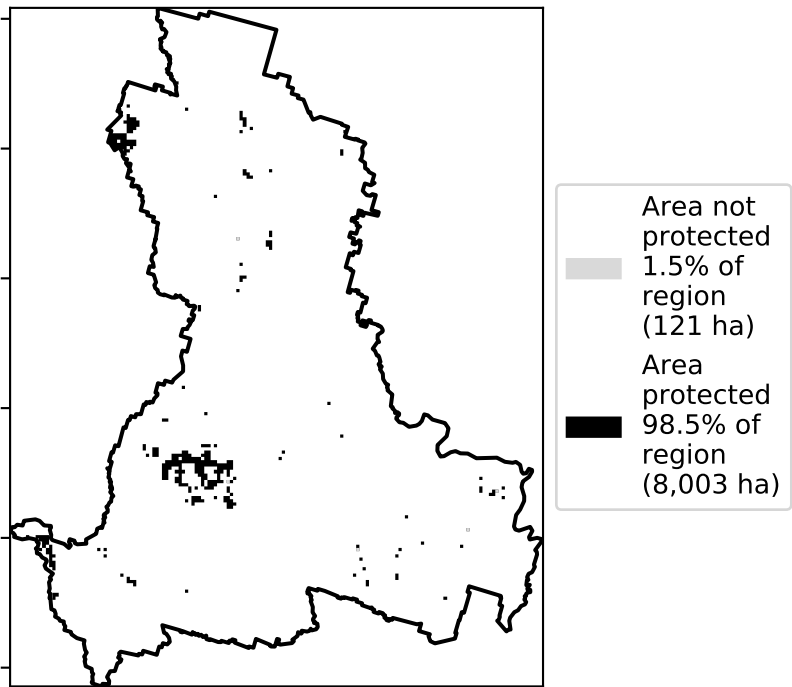 Area not
protected
1.5% of
region
(121 ha)
Area
protected
98.5% of
region
(8,003 ha)